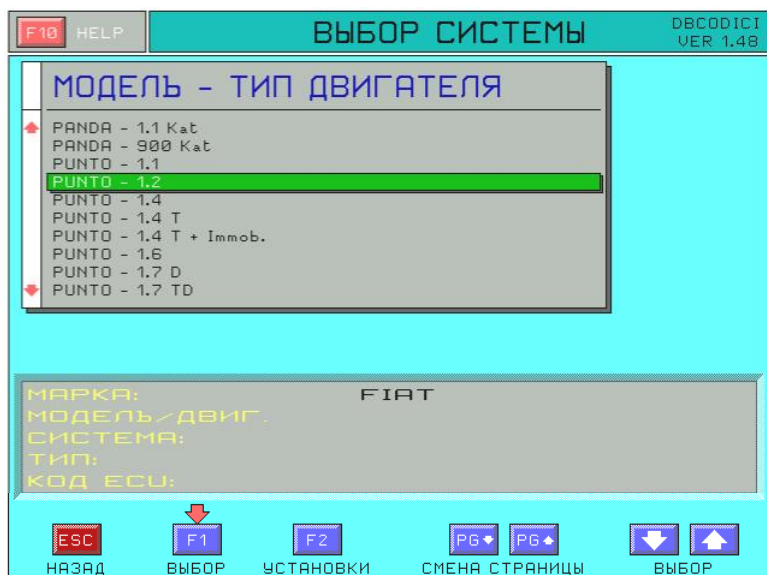 F10 HELP
ВЫБОР СИСТЕМЫ
DBCODICI
VER 1.48
МОДЕЛЬ - ТИП ДВИГАТЕЛЯ
PANDA - 1.1 Kat
PANDA - 900 Kat
PUNTO - 1.1
PUNTO - 1.2
PUNTO - 1.4
PUNTO - 1.4 T
PUNTO - 1.4 T + Immob.
PUNTO - 1.6
PUNTO - 1.7 D
PUNTO - 1.7 TD
МАРКА: FIAT
МОДЕЛЬ/ДВИГ.
СИСТЕМА:
ТИП:
КОД ECU:
ESC F1 F2 PG PG
НАЗАД ВЫБОР УСТАНОВКИ СМЕНА СТРАНИЦЫ ВЫБОР